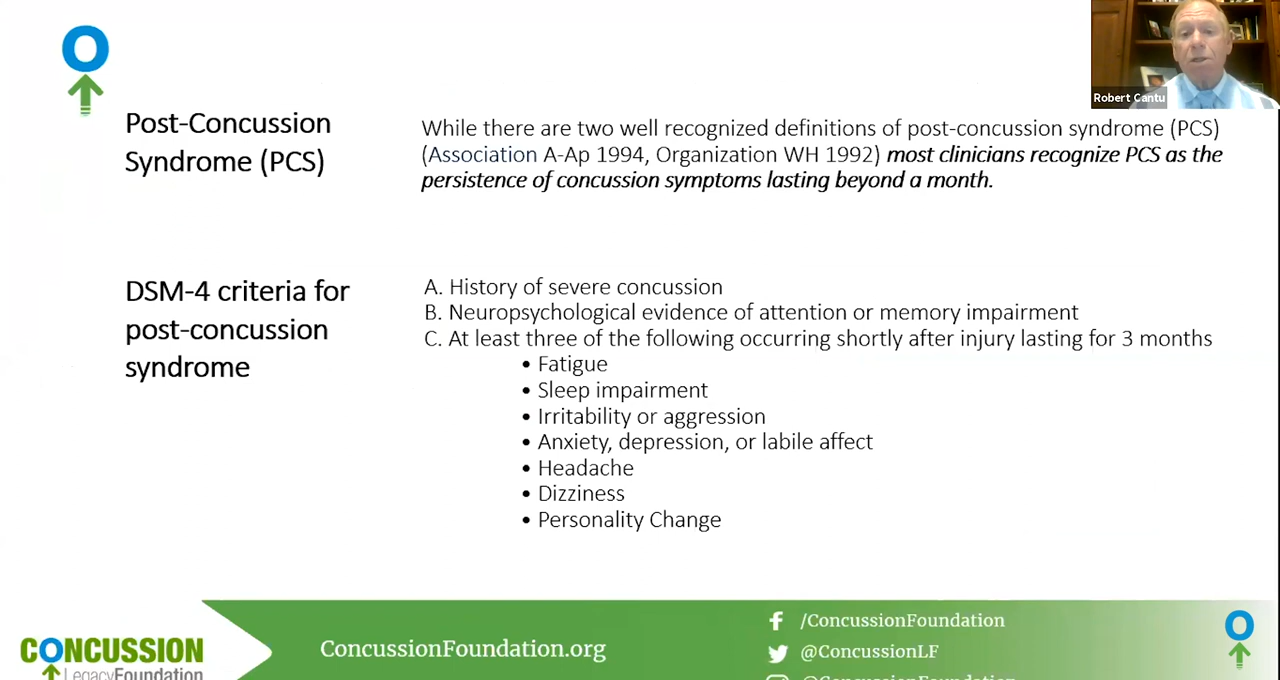 Robert Cantu
Post-Concussion
Syndrome (PCS)
While there are two well recognized definitions of post-concussion syndrome (PCS)
(Association A-Ap 1994, Organization WH 1992) most clinicians recognize PCS as the
persistence of concussion symptoms lasting beyond a month.
DSM-4 criteria for
post-concussion
syndrome
A. History of severe concussion
B. Neuropsychological evidence of attention or memory impairment
C. At least three of the following occurring shortly after injury lasting for 3 months
• Fatigue
• Sleep impairment
• Irritability or aggression
• Anxiety, depression, or labile affect
• Headache
• Dizziness
• Personality Change
CONCUSSION
LegacyFoundation
ConcussionFoundation.org
/ConcussionFoundation
@ConcussionLF
@ConcussionFoundation